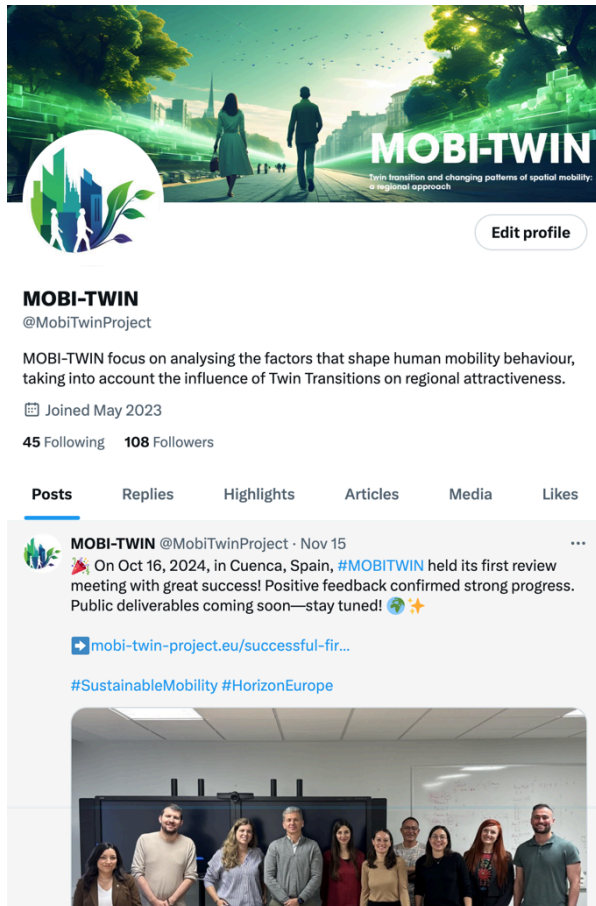 MOBI-TWIN
Twin transition and changing patterns of spatial mobility:
a regional approach
Edit profile
MOBI-TWIN
@MobiTwinProject
MOBI-TWIN focus on analysing the factors that shape human mobility behaviour,
taking into account the influence of Twin Transitions on regional attractiveness.
Joined May 2023
45 Following 108 Followers
Posts Replies Highlights Articles Media Likes
MOBI-TWIN @MobiTwinProject · Nov 15
🎉 On Oct 16, 2024, in Cuenca, Spain, #MOBITWIN held its first review
meeting with great success! Positive feedback confirmed strong progress.
Public deliverables coming soon—stay tuned! 🌍✨
➡️mobi-twin-project.eu/successful-fir...
#SustainableMobility #HorizonEurope